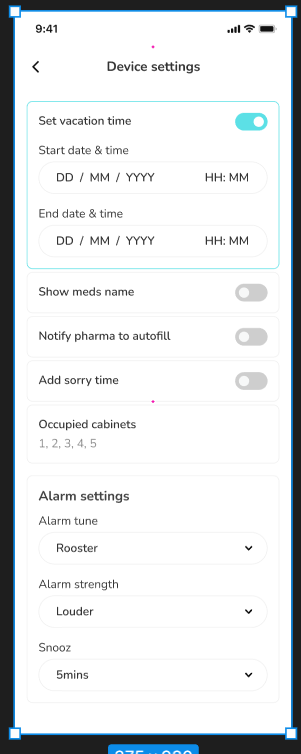 9:41
Device settings
Set vacation time
Start date & time
DD / MM / YYYY HH: MM
End date & time
DD / MM / YYYY HH: MM
Show meds name
Notify pharma to autofill
Add sorry time
Occupied cabinets
1, 2, 3, 4, 5
Alarm settings
Alarm tune
Rooster
Alarm strength
Louder
Snooz
5mins